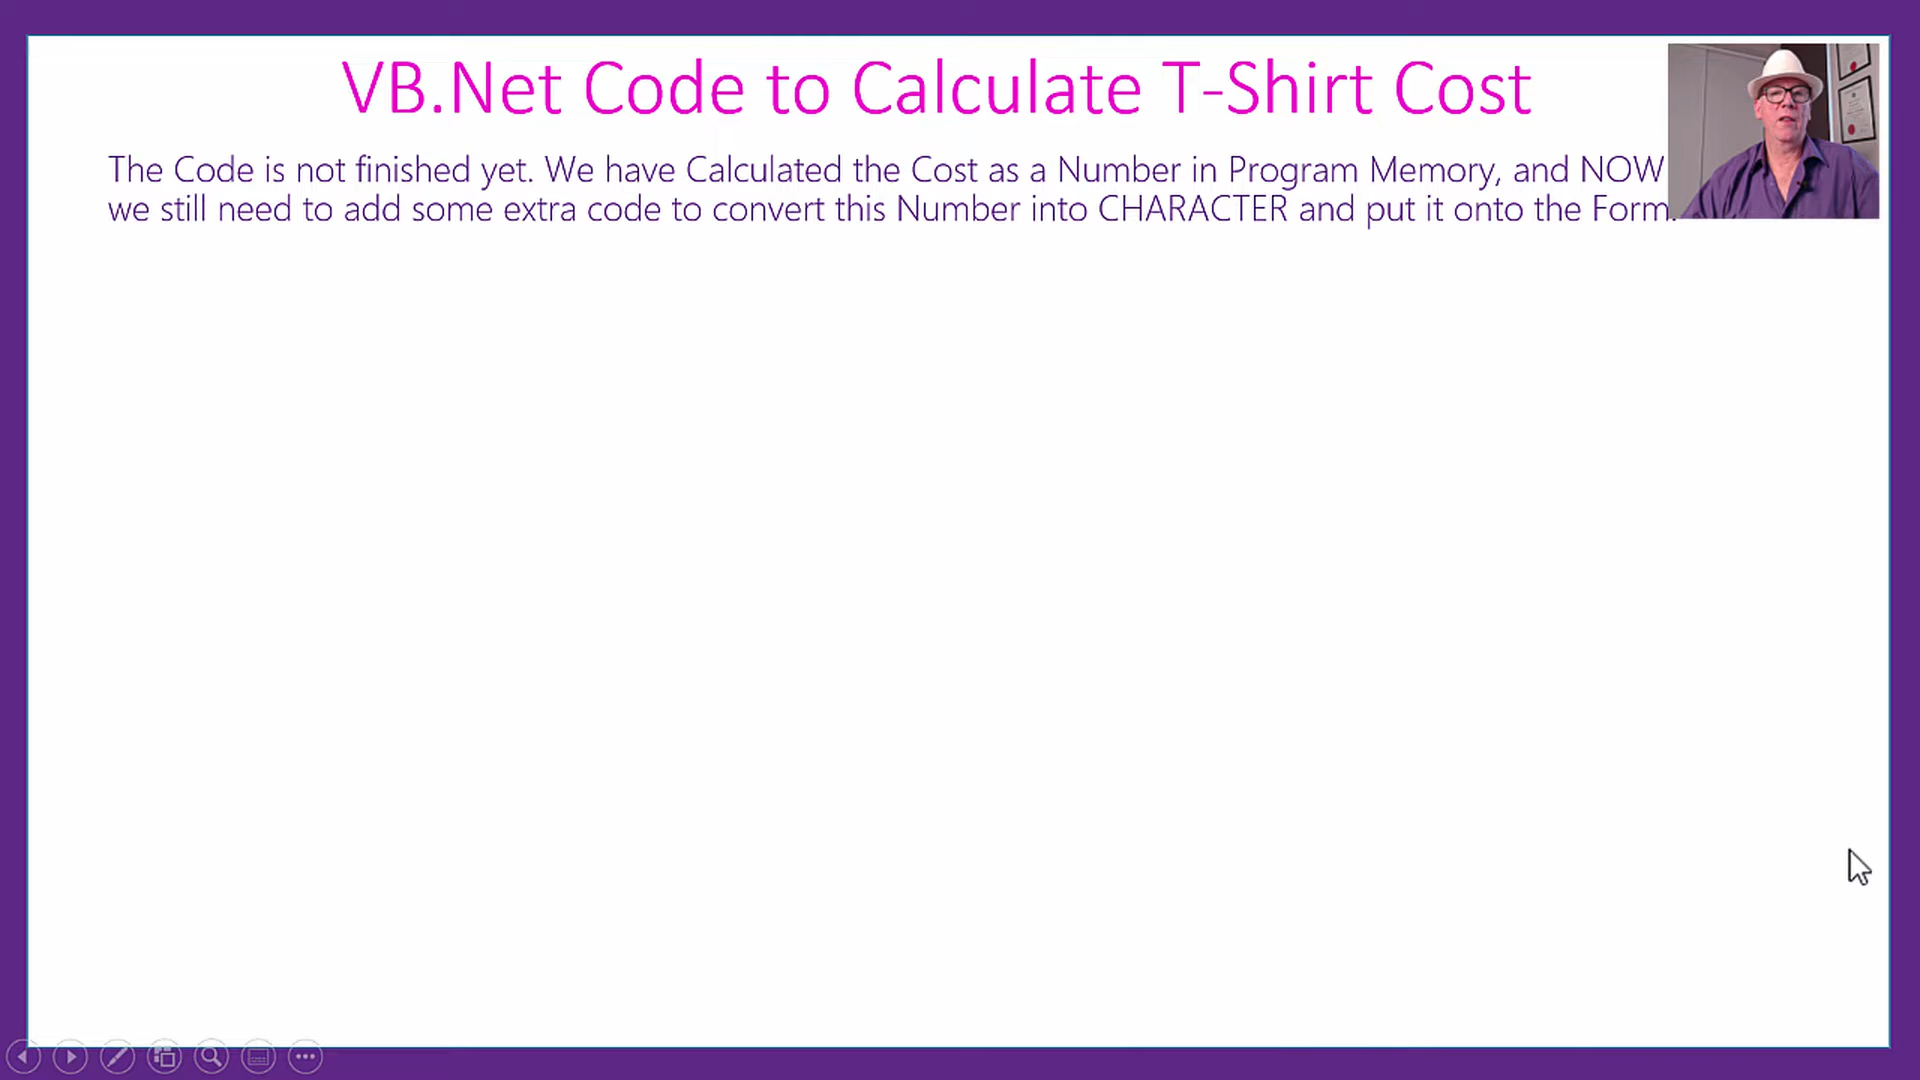 VB.Net Code to Calculate T-Shirt Cost
The Code is not finished yet. We have Calculated the Cost as a Number in Program Memory, and NOW
we still need to add some extra code to convert this Number into CHARACTER and put it onto the Form.